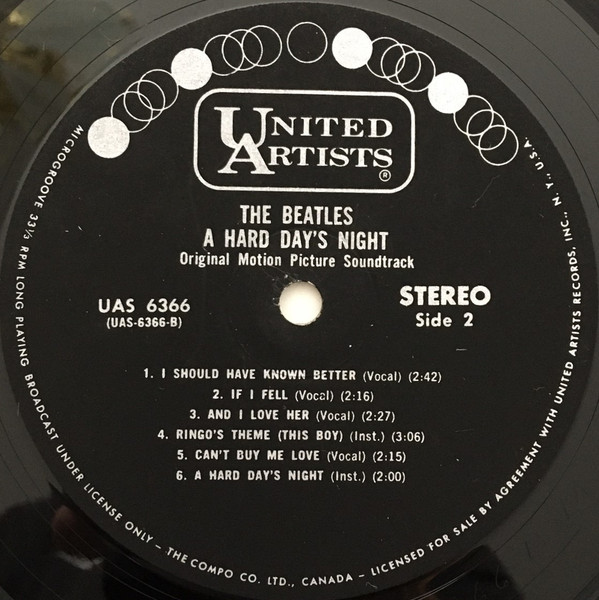 UNITED
ARTISTS®
THE BEATLES
A HARD DAY'S NIGHT
Original Motion Picture Soundtrack
UAS 6366
(UAS-6366-B)
STEREO
Side 2
1. I SHOULD HAVE KNOWN BETTER (Vocal) (2:42)
2. IF I FELL (Vocal) (2:16)
3. AND I LOVE HER (Vocal) (2:27)
4. RINGO'S THEME (THIS BOY) (Inst.) (3:06)
5. CAN'T BUY ME LOVE (Vocal) (2:15)
6. A HARD DAY'S NIGHT (Inst.) (2:00)
MICROGROOVE 33⅓ RPM LONG PLAYING BROADCAST UNDER LICENSE ONLY – THE COMPO CO. LTD., CANADA – LICENSED FOR SALE BY AGREEMENT WITH UNITED ARTISTS RECORDS, INC., N. Y., U.S.A.